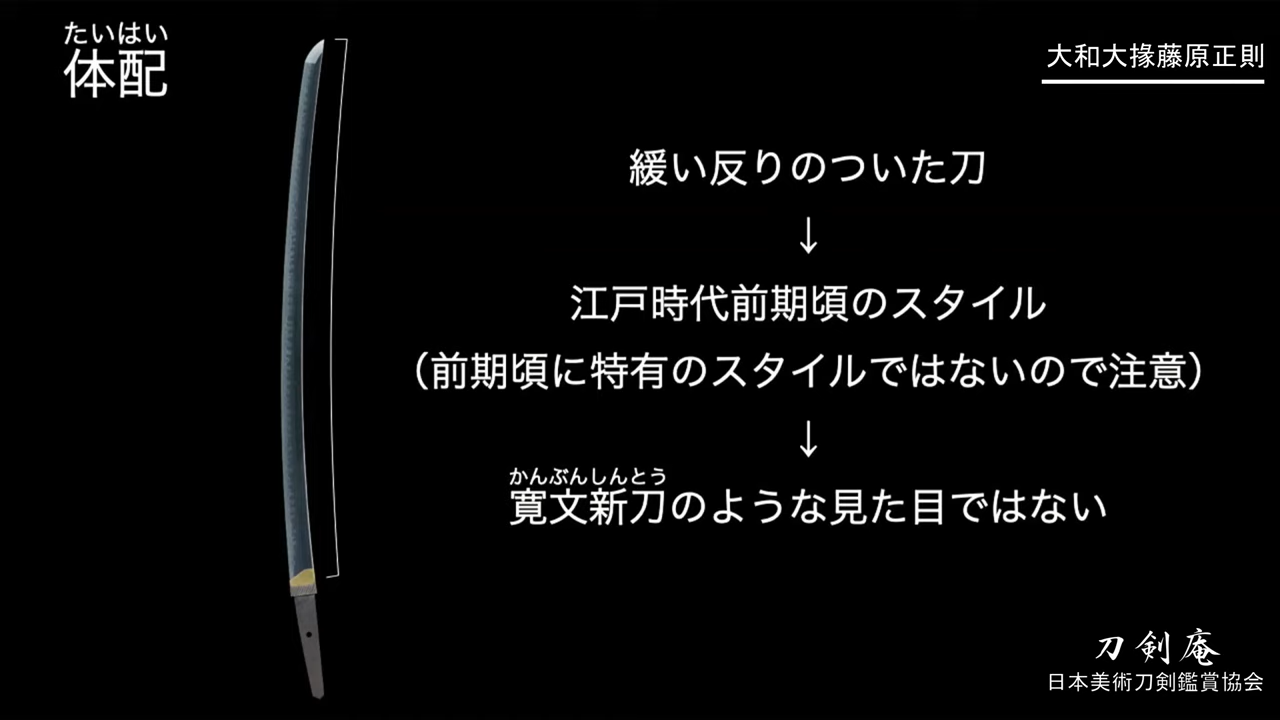 たいはい
体配
大和大掾藤原正則
緩い反りのついた刀
↓
江戸時代前期頃のスタイル
（前期頃に特有のスタイルではないので注意）
↓
かんぶんしんとう
寛文新刀のような見た目ではない
刀剣庵
日本美術刀剣鑑賞協会